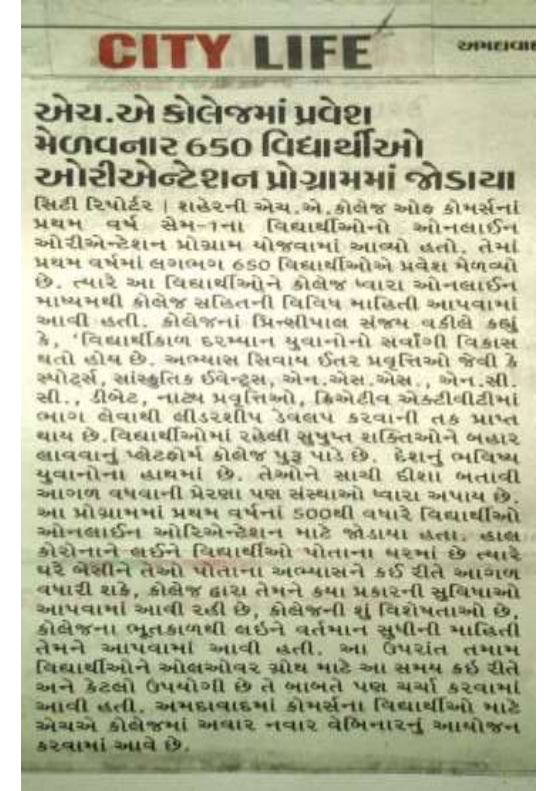 CITY LIFE
અમદાવાદ
એચ.એ કોલેજમાં પ્રવેશ
મેળવનાર 650 વિદ્યાર્થીઓ
ઓરીએન્ટેશન પ્રોગ્રામમાં જોડાયા
સિટી રિપોર્ટર | શહેરની એચ.એ.કોલેજ ઓફ કોમર્સનાં
પ્રથમ વર્ષ સેમ-1ના વિદ્યાર્થીઓનો ઓનલાઈન
ઓરીએન્ટેશન પ્રોગ્રામ યોજવામાં આવ્યો હતો. તેમાં
પ્રથમ વર્ષમાં લગભગ 650 વિદ્યાર્થીઓએ પ્રવેશ મેળવ્યો
છે. ત્યારે આ વિદ્યાર્થીઓને કોલેજ ધ્વારા ઓનલાઈન
માધ્યમથી કોલેજ સહિતની વિવિધ માહિતી આપવામાં
આવી હતી. કોલેજનાં પ્રિન્સીપાલ સંજય વકીલે કહ્યું
કે, 'વિદ્યાર્થીકાળ દરમ્યાન યુવાનોનો સર્વાંગી વિકાસ
થતો હોય છે. અભ્યાસ સિવાય ઈતર પ્રવૃત્તિઓ જેવી કે
સ્પોર્ટ્સ, સાંસ્કૃતિક ઈવેન્ટ્સ, એન.એસ.એસ., એન.સી.
સી., ડીબેટ, નાટ્ય પ્રવૃત્તિઓ, ક્રિએટીવ એક્ટીવીટીમાં
ભાગ લેવાથી લીડરશીપ ડેવલપ કરવાની તક પ્રાપ્ત
થાય છે.વિદ્યાર્થીઓમાં રહેલી સુષુપ્ત શક્તિઓને બહાર
લાવવાનું પ્લેટફોર્મ કોલેજ પુરૂ પાડે છે. દેશનું ભવિષ્ય
યુવાનોના હાથમાં છે. તેઓને સાચી દીશા બતાવી
આગળ વધવાની પ્રેરણા પણ સંસ્થાઓ ધ્વારા અપાય છે.
આ પ્રોગ્રામમાં પ્રથમ વર્ષનાં 500થી વધારે વિદ્યાર્થીઓ
ઓનલાઈન ઓરિએન્ટેશન માટે જોડાયા હતા. હાલ
કોરોનાને લઈને વિદ્યાર્થીઓ પોતાના ઘરમાં છે ત્યારે
ઘરે બેસીને તેઓ પોતાના અભ્યાસને કઈ રીતે આગળ
વધારી શકે, કોલેજ દ્વારા તેમને કયા પ્રકારની સુવિધાઓ
આપવામાં આવી રહી છે, કોલેજની શું વિશેષતાઓ છે,
કોલેજના ભૂતકાળથી લઇને વર્તમાન સુધીની માહિતી
તેમને આપવામાં આવી હતી. આ ઉપરાંત તમામ
વિદ્યાર્થીઓને ઓલઓવર ગ્રોથ માટે આ સમય કઇ રીતે
અને કેટલો ઉપયોગી છે તે બાબતે પણ ચર્ચા કરવામાં
આવી હતી. અમદાવાદમાં કોમર્સના વિદ્યાર્થીઓ માટે
એચએ કોલેજમાં અવાર નવાર વેબિનારનું આયોજન
કરવામાં આવે છે.